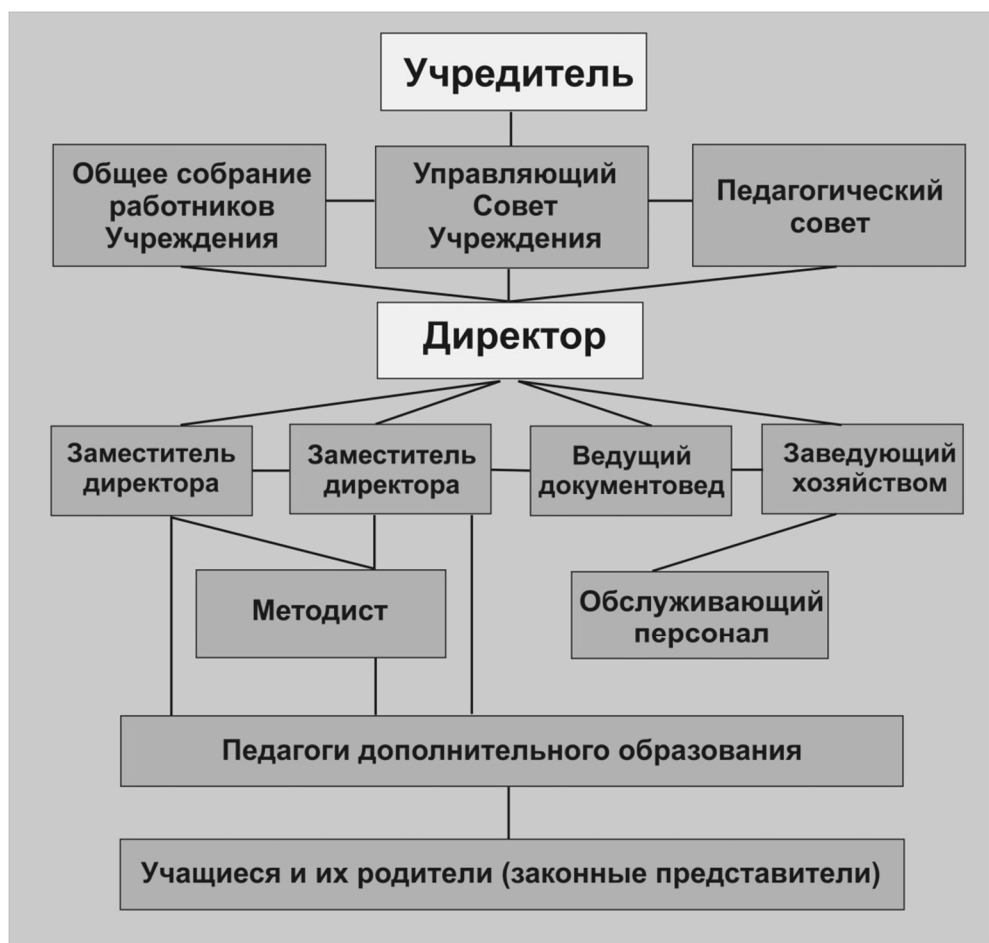 Учредитель
Общее собрание
работников
Учреждения
Управляющий
Совет
Учреждения
Педагогический
совет
Директор
Заместитель
директора
Заместитель
директора
Ведущий
документовед
Заведующий
хозяйством
Методист
Обслуживающий
персонал
Педагоги дополнительного образования
Учащиеся и их родители (законные представители)